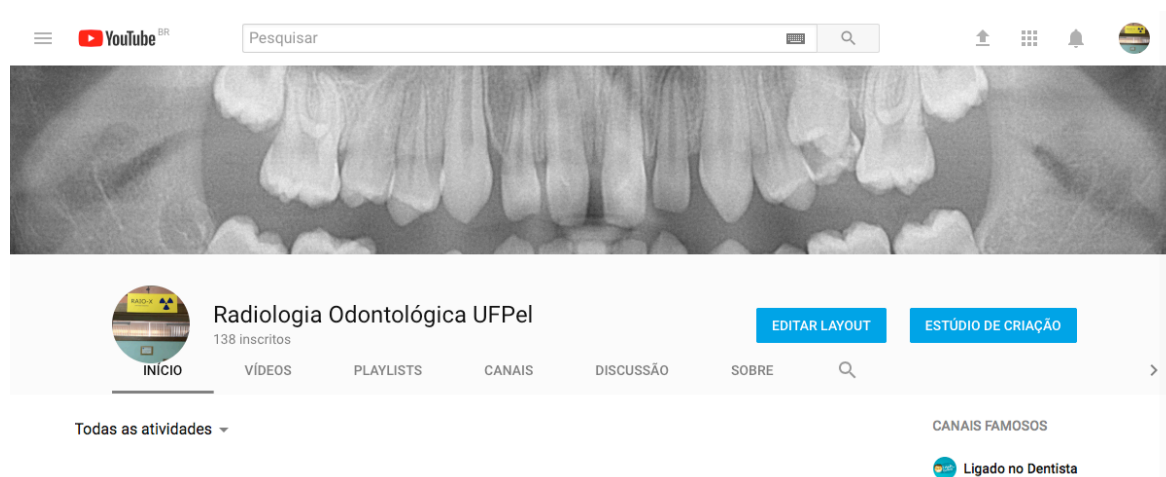 YouTube BR
Pesquisar
RAIO-X
Radiologia Odontológica UFPel
138 inscritos
EDITAR LAYOUT
ESTÚDIO DE CRIAÇÃO
INÍCIO VÍDEOS PLAYLISTS CANAIS DISCUSSÃO SOBRE
Todas as atividades
CANAIS FAMOSOS
Ligado no Dentista